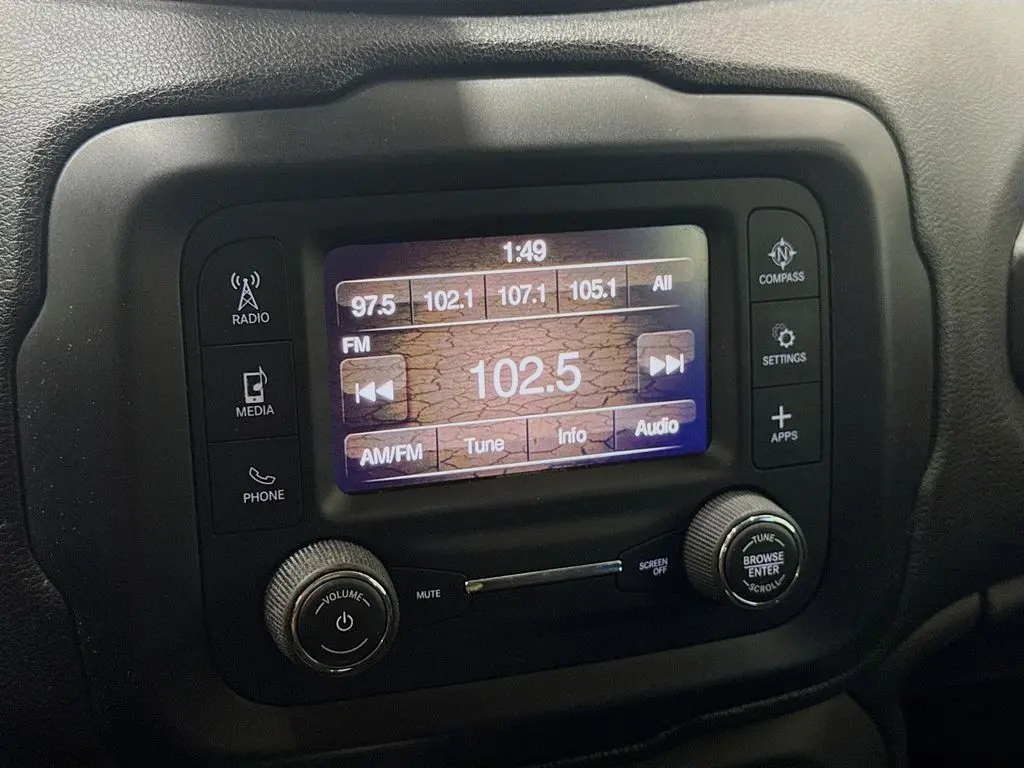 1:49
97.5 102.1 107.1 105.1 All
FM
102.5
AM/FM Tune Info Audio
RADIO
MEDIA
PHONE
N
COMPASS
SETTINGS
APPS
VOLUME
MUTE
SCREEN
OFF
TUNE
BROWSE
ENTER
SCROLL